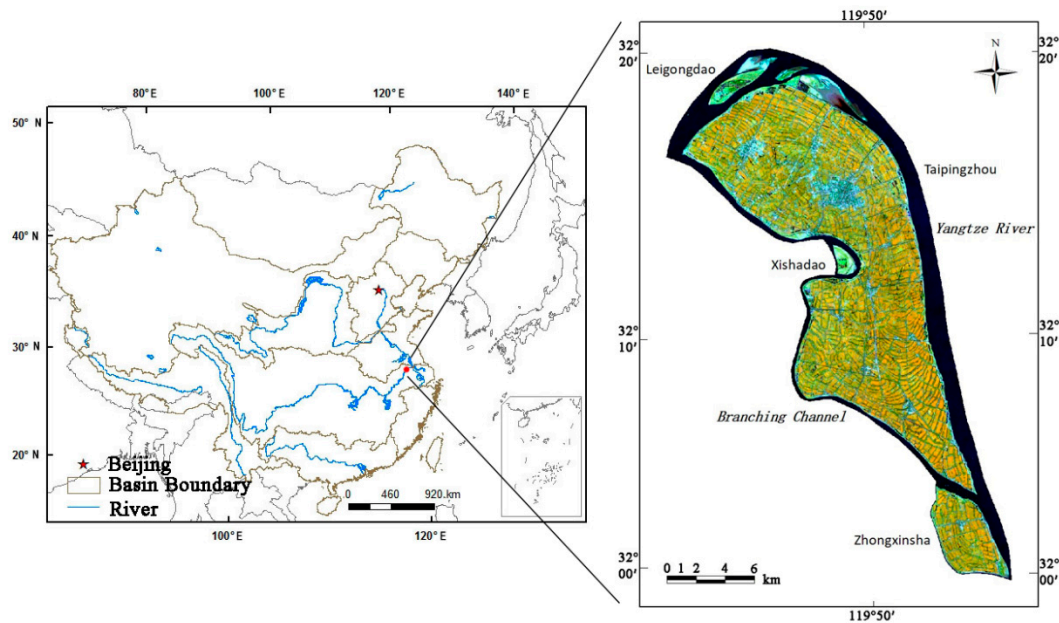 80°E
100°E
120°E
140°E
50° N
40° N
30° N
20° N
Beijing
Basin Boundary
River
0 460 920 km
100°E
120°E
119°50′
32°
20′
32°
20′
N
Leigongdao
Taipingzhou
Yangtze River
Xishadao
32°
10′
32°
10′
Branching Channel
Zhongxinsha
0 1 2 4 6
km
32°
00′
32°
00′
119°50′